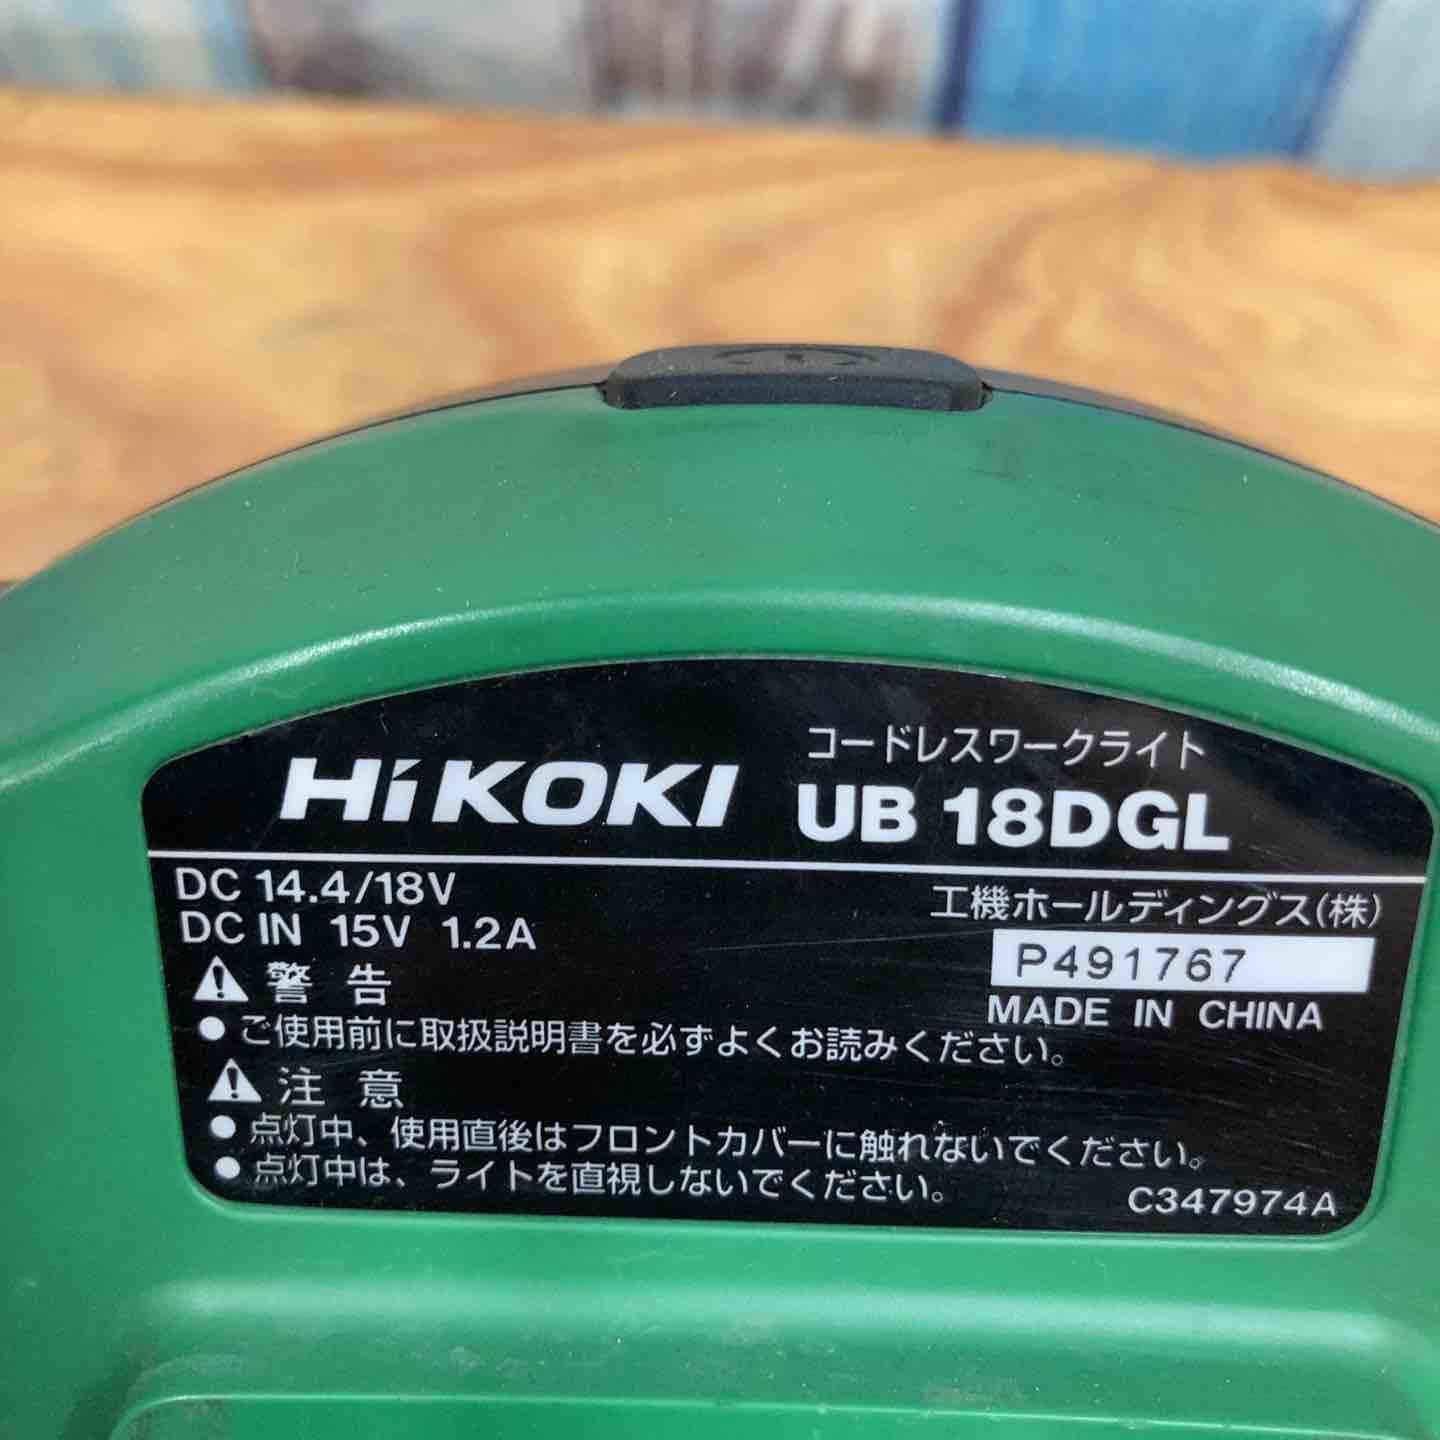 HiKOKI
コードレスワークライト
UB 18DGL
DC 14.4/18V
DC IN 15V 1.2A
工機ホールディングス(株)
P491767
MADE IN CHINA
⚠ 警 告
● ご使用前に取扱説明書を必ずよくお読みください。
⚠ 注 意
● 点灯中、使用直後はフロントカバーに触れないでください。
● 点灯中は、ライトを直視しないでください。
C347974A